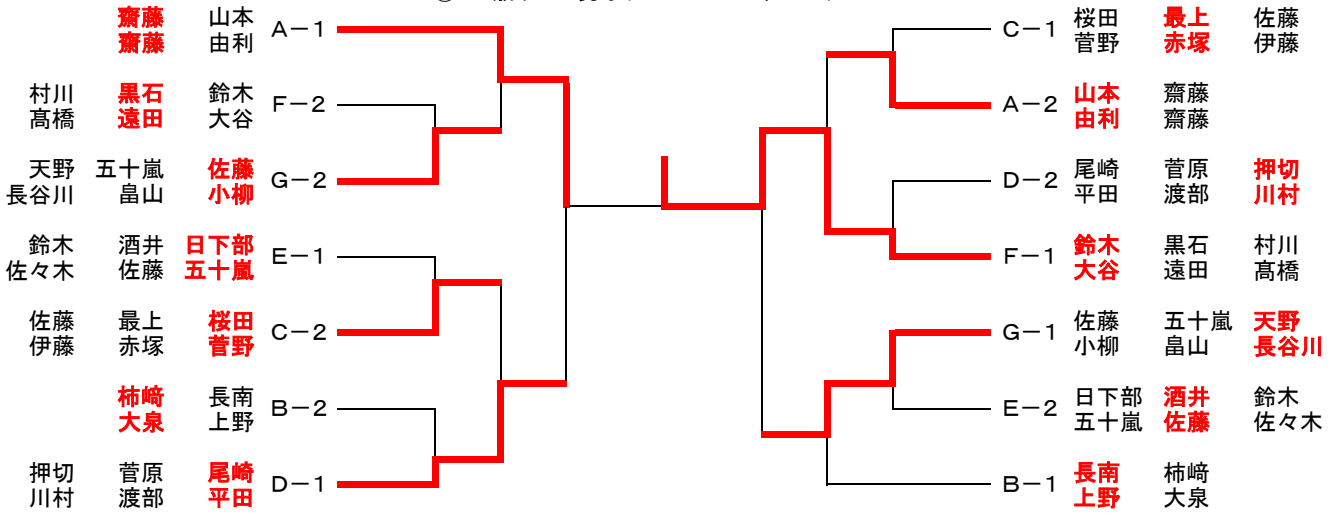 齋藤 山本
齋藤 由利
A－1
村川 黒石 鈴木
髙橋 遠田 大谷
F－2
天野 五十嵐 佐藤
長谷川 畠山 小柳
G－2
鈴木 酒井 日下部
佐々木 佐藤 五十嵐
E－1
佐藤 最上 桜田
伊藤 赤塚 菅野
C－2
柿﨑 長南
大泉 上野
B－2
押切 菅原 尾崎
川村 渡部 平田
D－1
C－1
桜田 最上 佐藤
菅野 赤塚 伊藤
A－2
山本 齋藤
由利 齋藤
D－2
尾崎 菅原 押切
平田 渡部 川村
F－1
鈴木 黒石 村川
大谷 遠田 髙橋
G－1
佐藤 五十嵐 天野
小柳 畠山 長谷川
E－2
日下部 酒井 鈴木
五十嵐 佐藤 佐々木
B－1
長南 柿﨑
上野 大泉